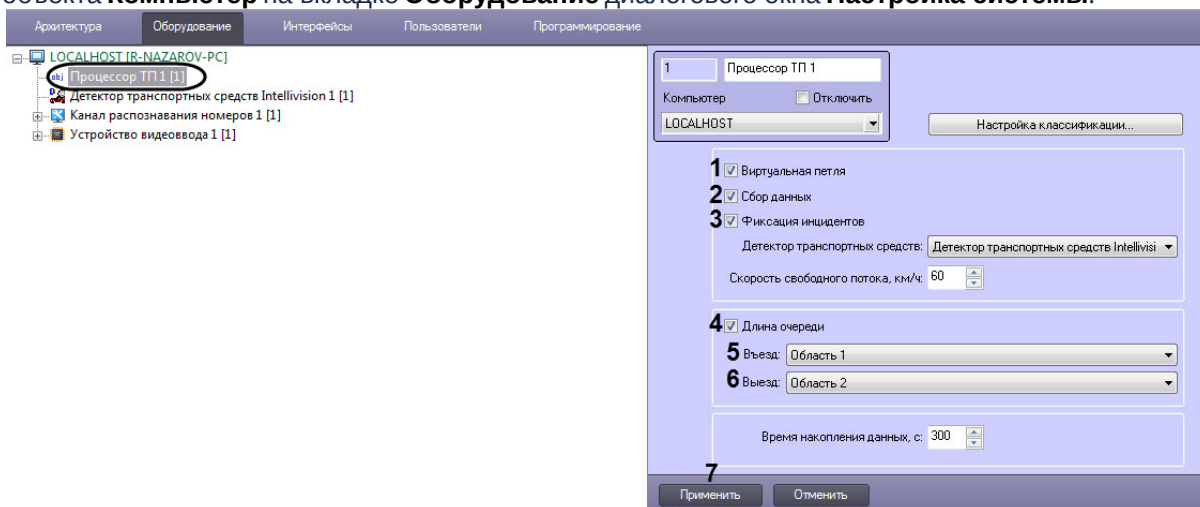 объекта Компьютер на вкладке Оборудование диалогового окна Настройка системы.
Архитектура Оборудование Интерфейсы Пользователи Программирование
LOCALHOST [R-NAZAROV-PC]
obj Процессор ТП 1 [1]
Детектор транспортных средств Intellivision 1 [1]
Канал распознавания номеров 1 [1]
Устройство видеоввода 1 [1]
1 Процессор ТП 1
Компьютер Отключить
LOCALHOST
Настройка классификации...
1 Виртуальная петля
2 Сбор данных
3 Фиксация инцидентов
Детектор транспортных средств: Детектор транспортных средств Intellivisi
Скорость свободного потока, км/ч: 60
4 Длина очереди
5 Въезд: Область 1
6 Выезд: Область 2
Время накопления данных, с: 300
7
Применить Отменить